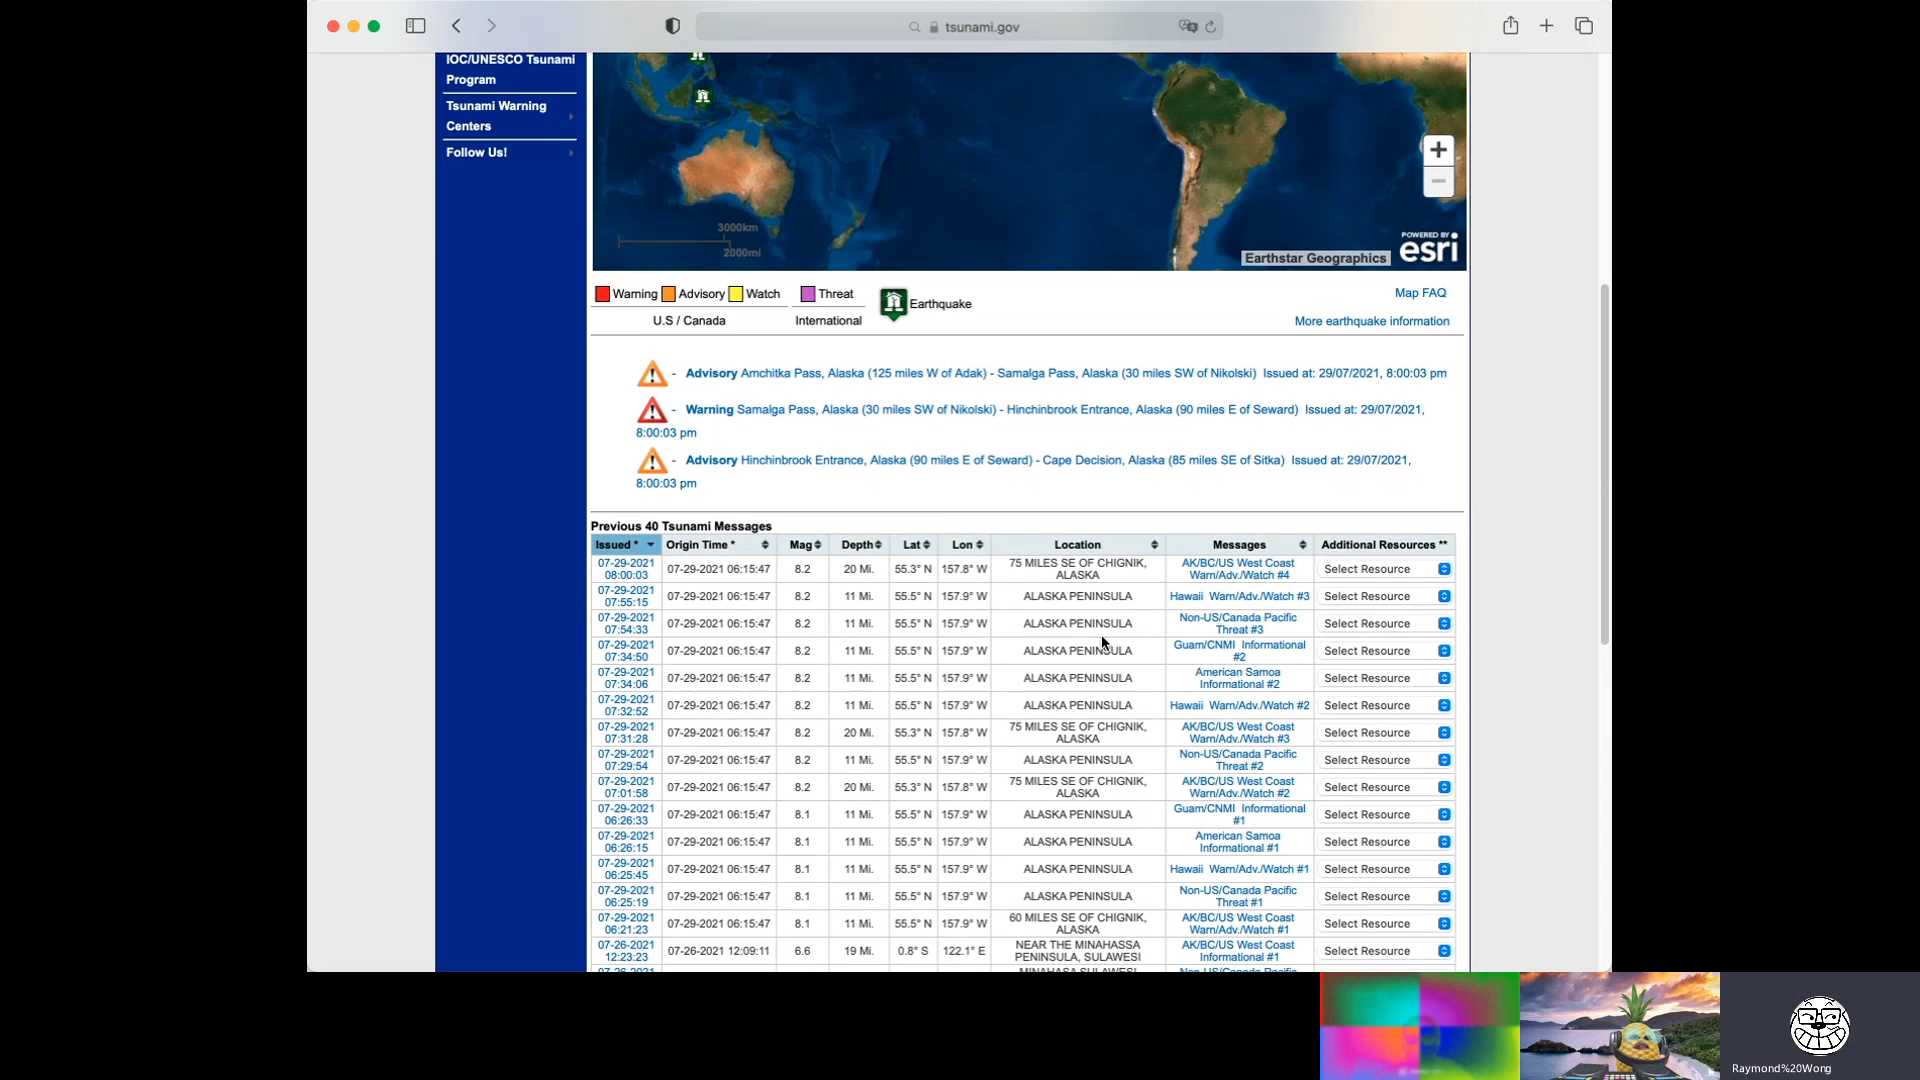 tsunami.gov
IOC/UNESCO Tsunami
Program
Tsunami Warning
Centers
Follow Us!
3000km
2000mi
POWERED BY
esri
Earthstar Geographics
Warning Advisory Watch Threat Earthquake
U.S / Canada International
Map FAQ
More earthquake information
- Advisory Amchitka Pass, Alaska (125 miles W of Adak) - Samalga Pass, Alaska (30 miles SW of Nikolski) Issued at: 29/07/2021, 8:00:03 pm
- Warning Samalga Pass, Alaska (30 miles SW of Nikolski) - Hinchinbrook Entrance, Alaska (90 miles E of Seward) Issued at: 29/07/2021,
8:00:03 pm
- Advisory Hinchinbrook Entrance, Alaska (90 miles E of Seward) - Cape Decision, Alaska (85 miles SE of Sitka) Issued at: 29/07/2021,
8:00:03 pm
Previous 40 Tsunami Messages
Issued * Origin Time * Mag Depth Lat Lon Location Messages Additional Resources **
07-29-2021 08:00:03 07-29-2021 06:15:47 8.2 20 Mi. 55.3° N 157.8° W 75 MILES SE OF CHIGNIK, ALASKA AK/BC/US West Coast Warn/Adv./Watch #4 Select Resource
07-29-2021 07:55:15 07-29-2021 06:15:47 8.2 11 Mi. 55.5° N 157.9° W ALASKA PENINSULA Hawaii Warn/Adv./Watch #3 Select Resource
07-29-2021 07:54:33 07-29-2021 06:15:47 8.2 11 Mi. 55.5° N 157.9° W ALASKA PENINSULA Non-US/Canada Pacific Threat #3 Select Resource
07-29-2021 07:34:50 07-29-2021 06:15:47 8.2 11 Mi. 55.5° N 157.9° W ALASKA PENINSULA Guam/CNMI Informational #2 Select Resource
07-29-2021 07:34:06 07-29-2021 06:15:47 8.2 11 Mi. 55.5° N 157.9° W ALASKA PENINSULA American Samoa Informational #2 Select Resource
07-29-2021 07:32:52 07-29-2021 06:15:47 8.2 11 Mi. 55.5° N 157.9° W ALASKA PENINSULA Hawaii Warn/Adv./Watch #2 Select Resource
07-29-2021 07:31:28 07-29-2021 06:15:47 8.2 20 Mi. 55.3° N 157.8° W 75 MILES SE OF CHIGNIK, ALASKA AK/BC/US West Coast Warn/Adv./Watch #3 Select Resource
07-29-2021 07:29:54 07-29-2021 06:15:47 8.2 11 Mi. 55.5° N 157.9° W ALASKA PENINSULA Non-US/Canada Pacific Threat #2 Select Resource
07-29-2021 07:01:58 07-29-2021 06:15:47 8.2 20 Mi. 55.3° N 157.8° W 75 MILES SE OF CHIGNIK, ALASKA AK/BC/US West Coast Warn/Adv./Watch #2 Select Resource
07-29-2021 06:26:33 07-29-2021 06:15:47 8.1 11 Mi. 55.5° N 157.9° W ALASKA PENINSULA Guam/CNMI Informational #1 Select Resource
07-29-2021 06:26:15 07-29-2021 06:15:47 8.1 11 Mi. 55.5° N 157.9° W ALASKA PENINSULA American Samoa Informational #1 Select Resource
07-29-2021 06:25:45 07-29-2021 06:15:47 8.1 11 Mi. 55.5° N 157.9° W ALASKA PENINSULA Hawaii Warn/Adv./Watch #1 Select Resource
07-29-2021 06:25:19 07-29-2021 06:15:47 8.1 11 Mi. 55.5° N 157.9° W ALASKA PENINSULA Non-US/Canada Pacific Threat #1 Select Resource
07-29-2021 06:21:23 07-29-2021 06:15:47 8.1 11 Mi. 55.5° N 157.9° W 60 MILES SE OF CHIGNIK, ALASKA AK/BC/US West Coast Warn/Adv./Watch #1 Select Resource
07-26-2021 12:23:23 07-26-2021 12:09:11 6.6 19 Mi. 0.8° S 122.1° E NEAR THE MINAHASSA PENINSULA, SULAWESI AK/BC/US West Coast Informational #1 Select Resource
Raymond%20Wong